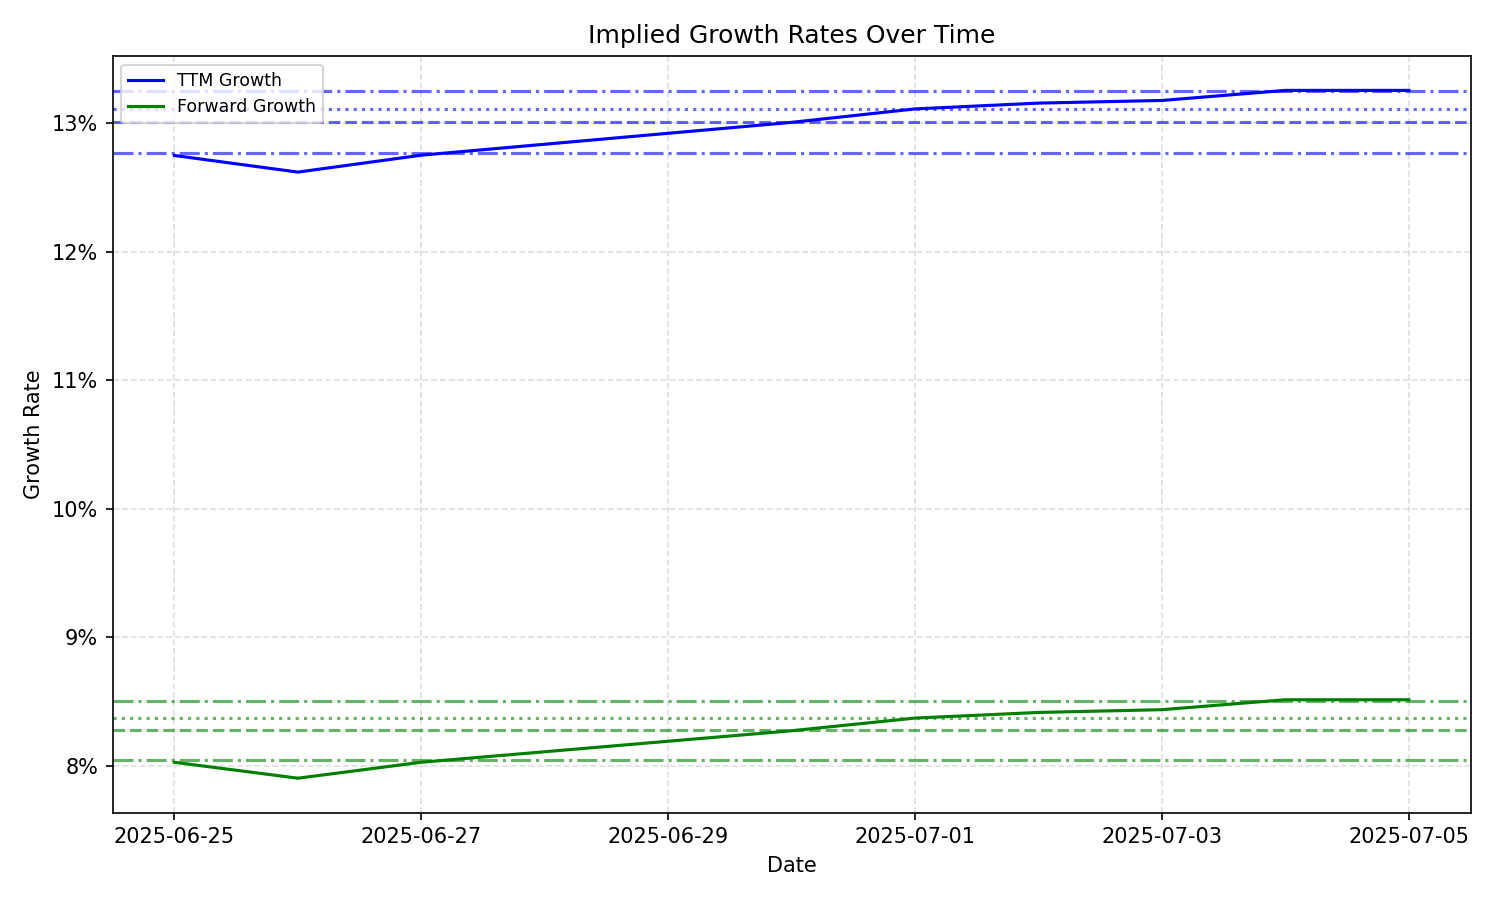 Implied Growth Rates Over Time
TTM Growth
Forward Growth
13%
12%
11%
10%
9%
8%
Growth Rate
2025-06-25
2025-06-27
2025-06-29
2025-07-01
2025-07-03
2025-07-05
Date